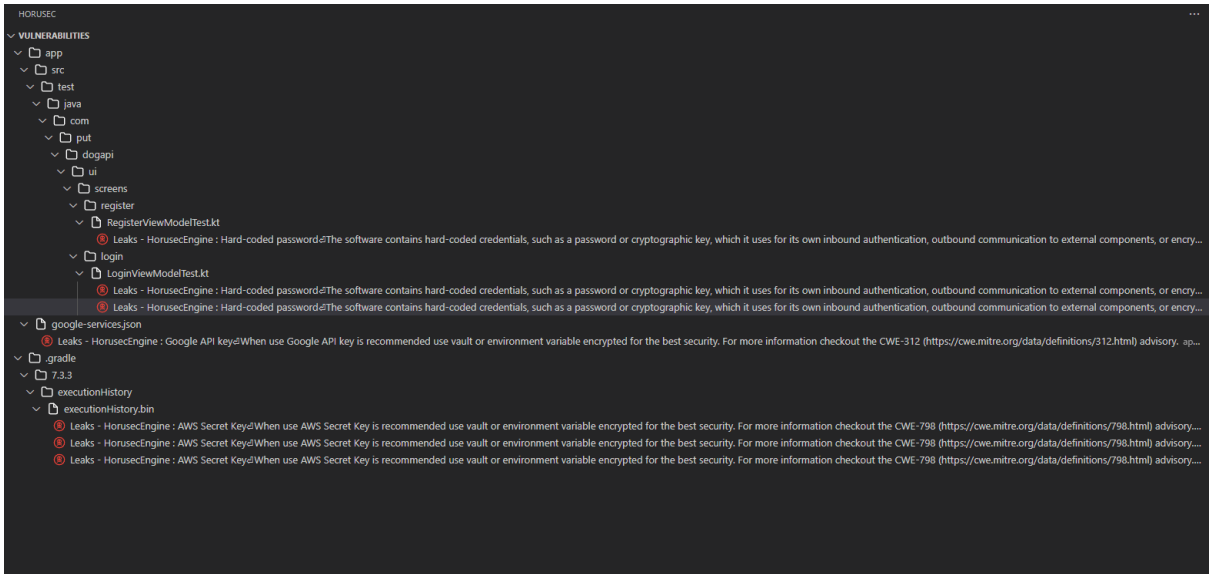 HORUSEC
VULNERABILITIES
app
src
test
java
com
put
dogapi
ui
screens
register
RegisterViewModelTest.kt
Leaks - HorusecEngine : Hard-coded password⏎The software contains hard-coded credentials, such as a password or cryptographic key, which it uses for its own inbound authentication, outbound communication to external components, or encry...
login
LoginViewModelTest.kt
Leaks - HorusecEngine : Hard-coded password⏎The software contains hard-coded credentials, such as a password or cryptographic key, which it uses for its own inbound authentication, outbound communication to external components, or encry...
Leaks - HorusecEngine : Hard-coded password⏎The software contains hard-coded credentials, such as a password or cryptographic key, which it uses for its own inbound authentication, outbound communication to external components, or encry...
google-services.json
Leaks - HorusecEngine : Google API key⏎When use Google API key is recommended use vault or environment variable encrypted for the best security. For more information checkout the CWE-312 (https://cwe.mitre.org/data/definitions/312.html) advisory. ap...
.gradle
7.3.3
executionHistory
executionHistory.bin
Leaks - HorusecEngine : AWS Secret Key⏎When use AWS Secret Key is recommended use vault or environment variable encrypted for the best security. For more information checkout the CWE-798 (https://cwe.mitre.org/data/definitions/798.html) advisory....
Leaks - HorusecEngine : AWS Secret Key⏎When use AWS Secret Key is recommended use vault or environment variable encrypted for the best security. For more information checkout the CWE-798 (https://cwe.mitre.org/data/definitions/798.html) advisory....
Leaks - HorusecEngine : AWS Secret Key⏎When use AWS Secret Key is recommended use vault or environment variable encrypted for the best security. For more information checkout the CWE-798 (https://cwe.mitre.org/data/definitions/798.html) advisory....